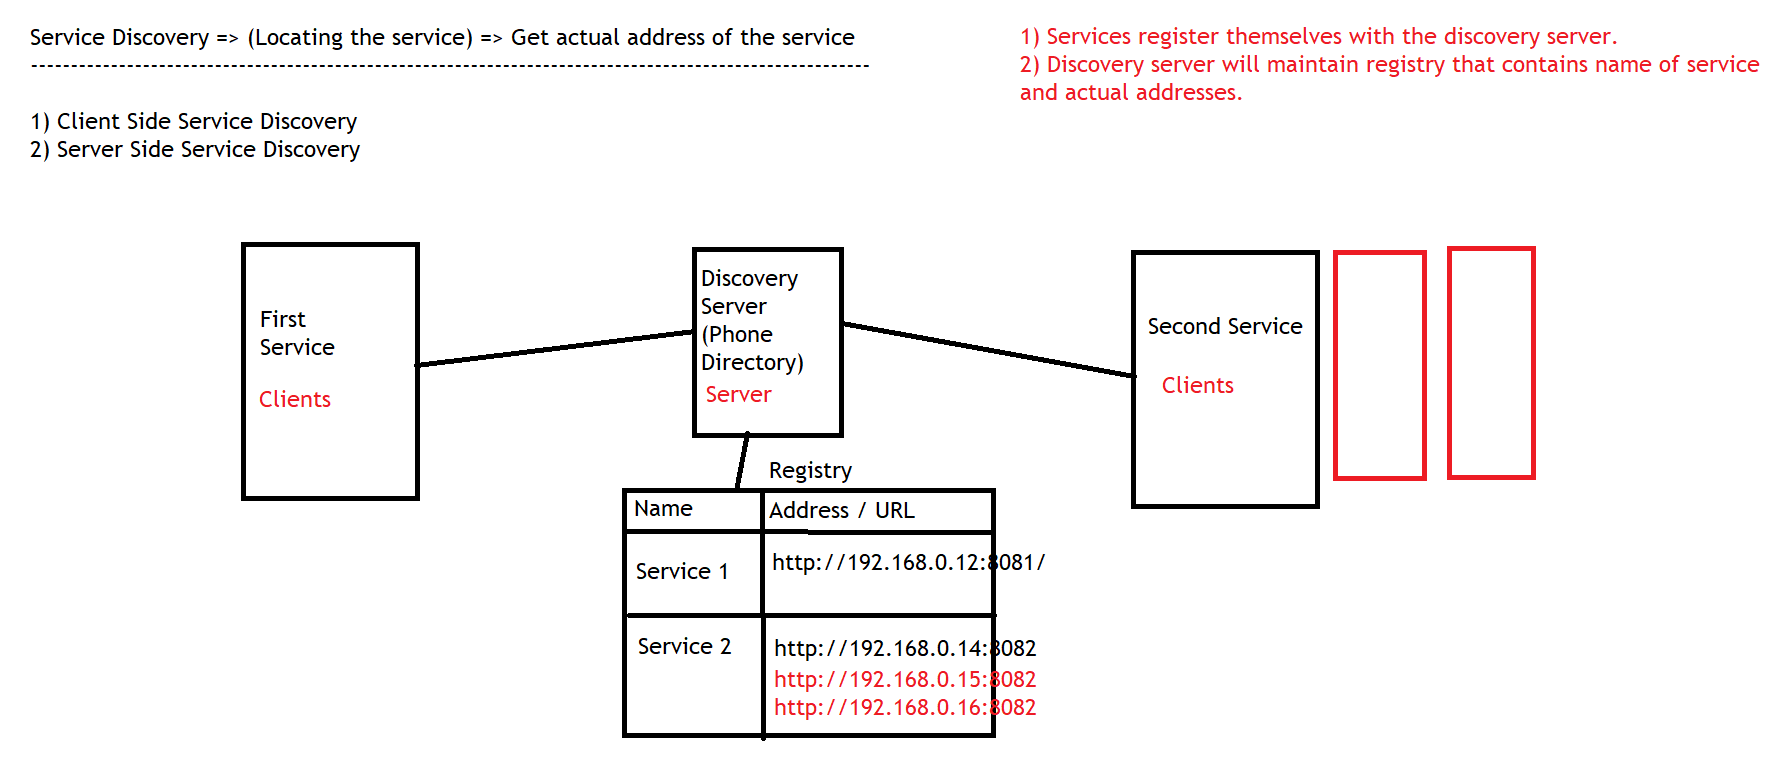 Service Discovery => (Locating the service) => Get actual address of the service
--------------------------------------------------------------------------------------------------------
1) Client Side Service Discovery
2) Server Side Service Discovery
1) Services register themselves with the discovery server.
2) Discovery server will maintain registry that contains name of service
and actual addresses.
First
Service
Clients
Discovery
Server
(Phone
Directory)
Server
Second Service
Clients
Registry
Name
Address / URL
Service 1
http://192.168.0.12:8081/
Service 2
http://192.168.0.14:8082
http://192.168.0.15:8082
http://192.168.0.16:8082